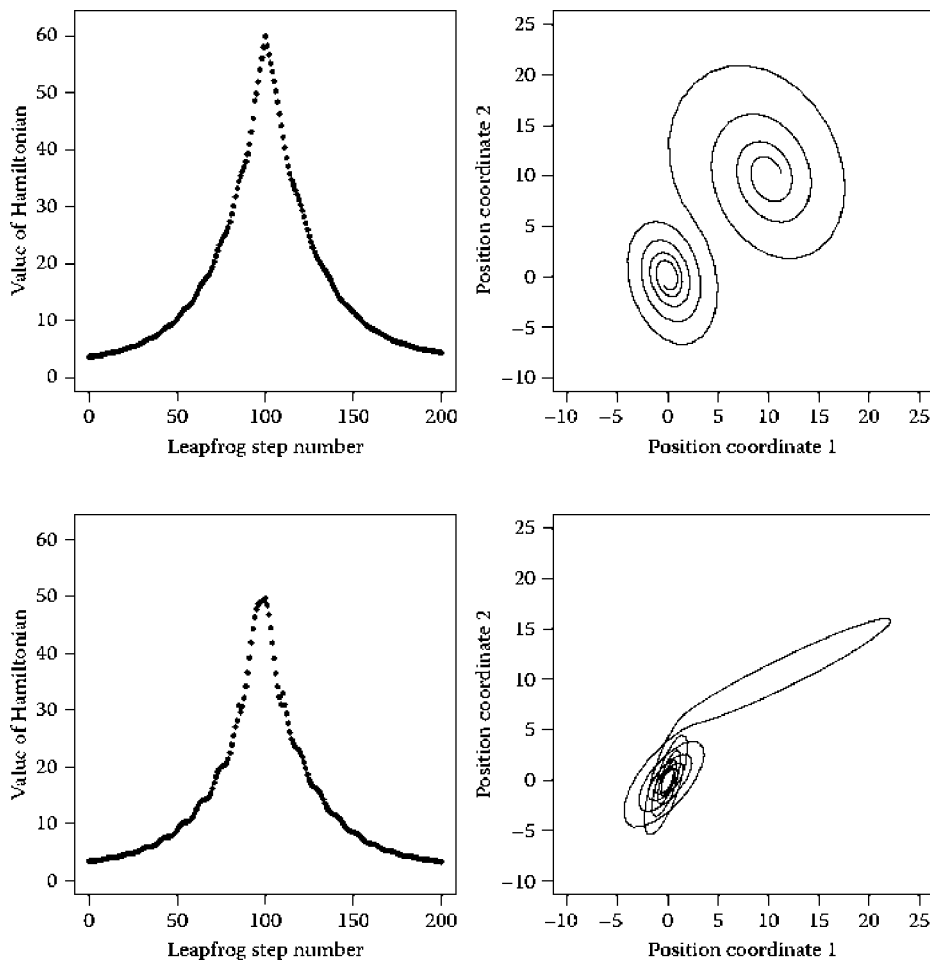 60
50
40
30
20
10
0
Value of Hamiltonian
0 50 100 150 200
Leapfrog step number
25
20
15
10
5
0
−5
−10
Position coordinate 2
−10 −5 0 5 10 15 20 25
Position coordinate 1
60
50
40
30
20
10
0
Value of Hamiltonian
0 50 100 150 200
Leapfrog step number
25
20
15
10
5
0
−5
−10
Position coordinate 2
−10 −5 0 5 10 15 20 25
Position coordinate 1